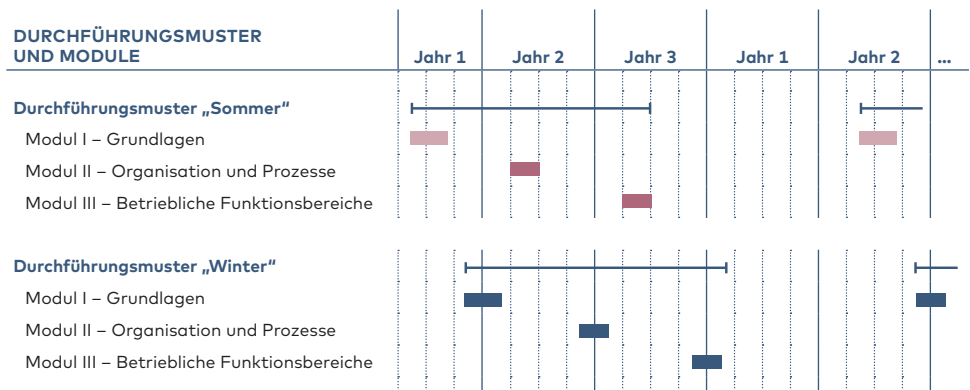 DURCHFÜHRUNGSMUSTER
UND MODULE
Jahr 1 Jahr 2 Jahr 3 Jahr 1 Jahr 2 ...
Durchführungsmuster „Sommer“
Modul I – Grundlagen
Modul II – Organisation und Prozesse
Modul III – Betriebliche Funktionsbereiche
Durchführungsmuster „Winter“
Modul I – Grundlagen
Modul II – Organisation und Prozesse
Modul III – Betriebliche Funktionsbereiche